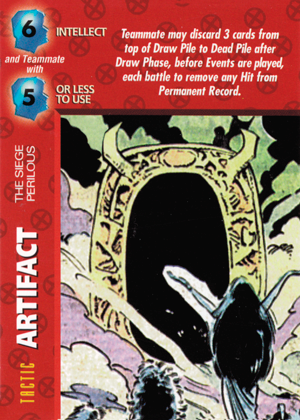 6 INTELLECT
and Teammate
with
5 OR LESS
TO USE
Teammate may discard 3 cards from
top of Draw Pile to Dead Pile after
Draw Phase, before Events are played,
each battle to remove any Hit from
Permanent Record.
TACTIC
ARTIFACT
THE SIEGE
PERILOUS